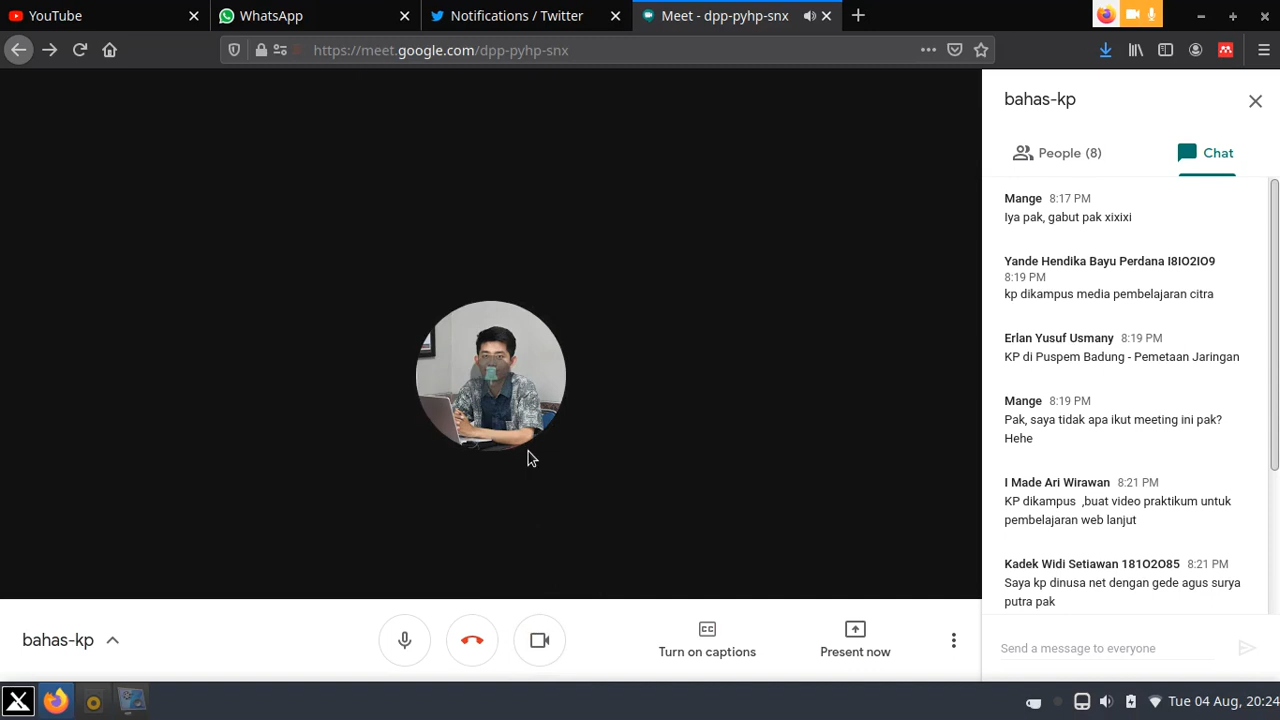 YouTube
WhatsApp
Notifications / Twitter
Meet - dpp-pyhp-snx
https://meet.google.com/dpp-pyhp-snx
bahas-kp
People (8)
Chat
Mange 8:17 PM
Iya pak, gabut pak xixixi
Yande Hendika Bayu Perdana I8IO2IO9
8:19 PM
kp dikampus media pembelajaran citra
Erlan Yusuf Usmany 8:19 PM
KP di Puspem Badung - Pemetaan Jaringan
Mange 8:19 PM
Pak, saya tidak apa ikut meeting ini pak?
Hehe
I Made Ari Wirawan 8:21 PM
KP dikampus ,buat video praktikum untuk
pembelajaran web lanjut
Kadek Widi Setiawan 181O2O85 8:21 PM
Saya kp dinusa net dengan gede agus surya
putra pak
Send a message to everyone
bahas-kp
CC
Turn on captions
Present now
Tue 04 Aug, 20:24